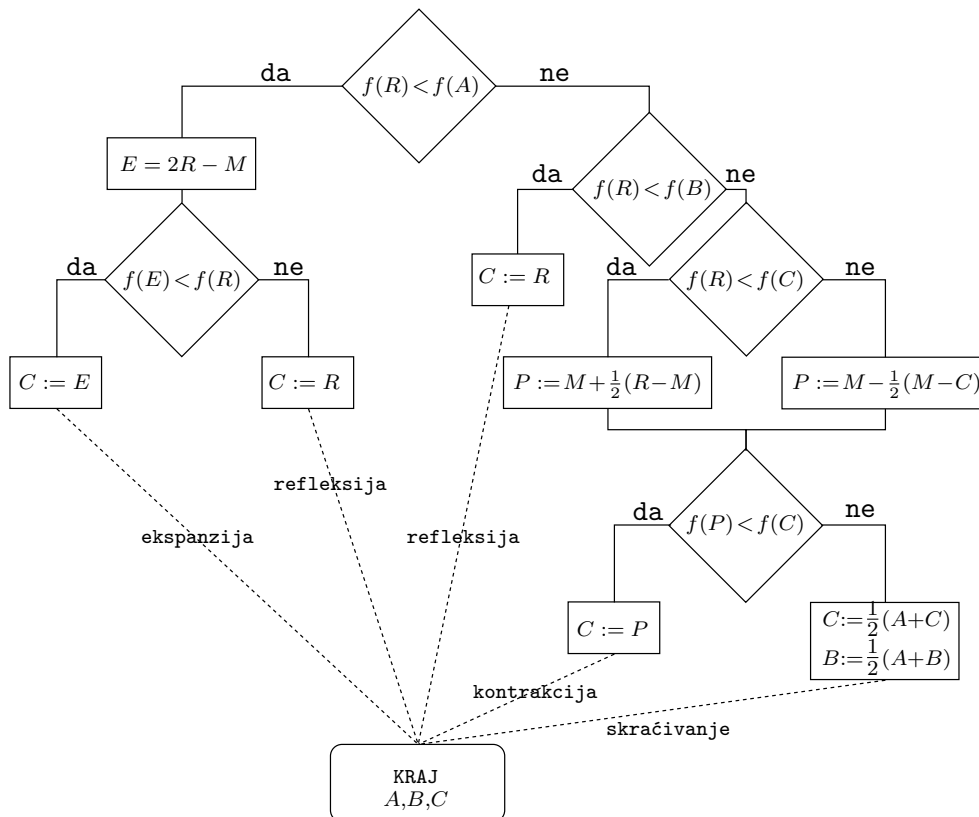 f(R)<f(A)
da
ne
E = 2R − M
f(R)<f(B)
da
ne
f(E)<f(R)
da
ne
C := R
f(R)<f(C)
da
ne
C := E
C := R
P := M+½(R−M)
P := M−½(M−C)
refleksija
ekspanzija
refleksija
f(P)<f(C)
da
ne
C := P
C:=½(A+C)
B:=½(A+B)
kontrakcija
skraćivanje
KRAJ
A,B,C